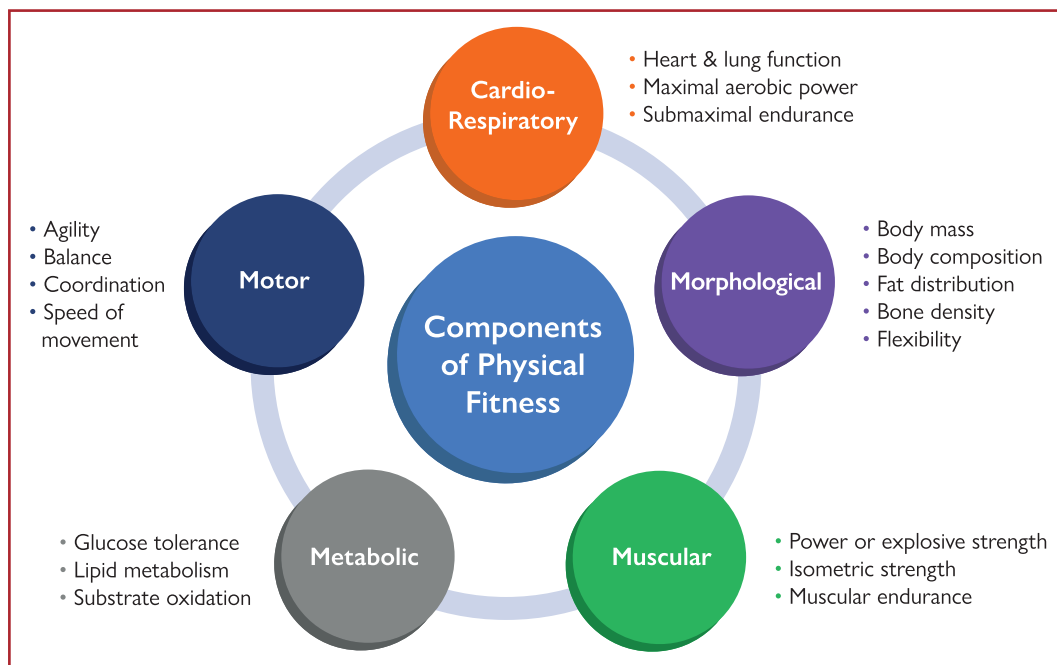 Cardio-
Respiratory
• Heart & lung function
• Maximal aerobic power
• Submaximal endurance
Morphological
• Body mass
• Body composition
• Fat distribution
• Bone density
• Flexibility
Muscular
• Power or explosive strength
• Isometric strength
• Muscular endurance
Metabolic
• Glucose tolerance
• Lipid metabolism
• Substrate oxidation
Motor
• Agility
• Balance
• Coordination
• Speed of
movement
Components
of Physical
Fitness